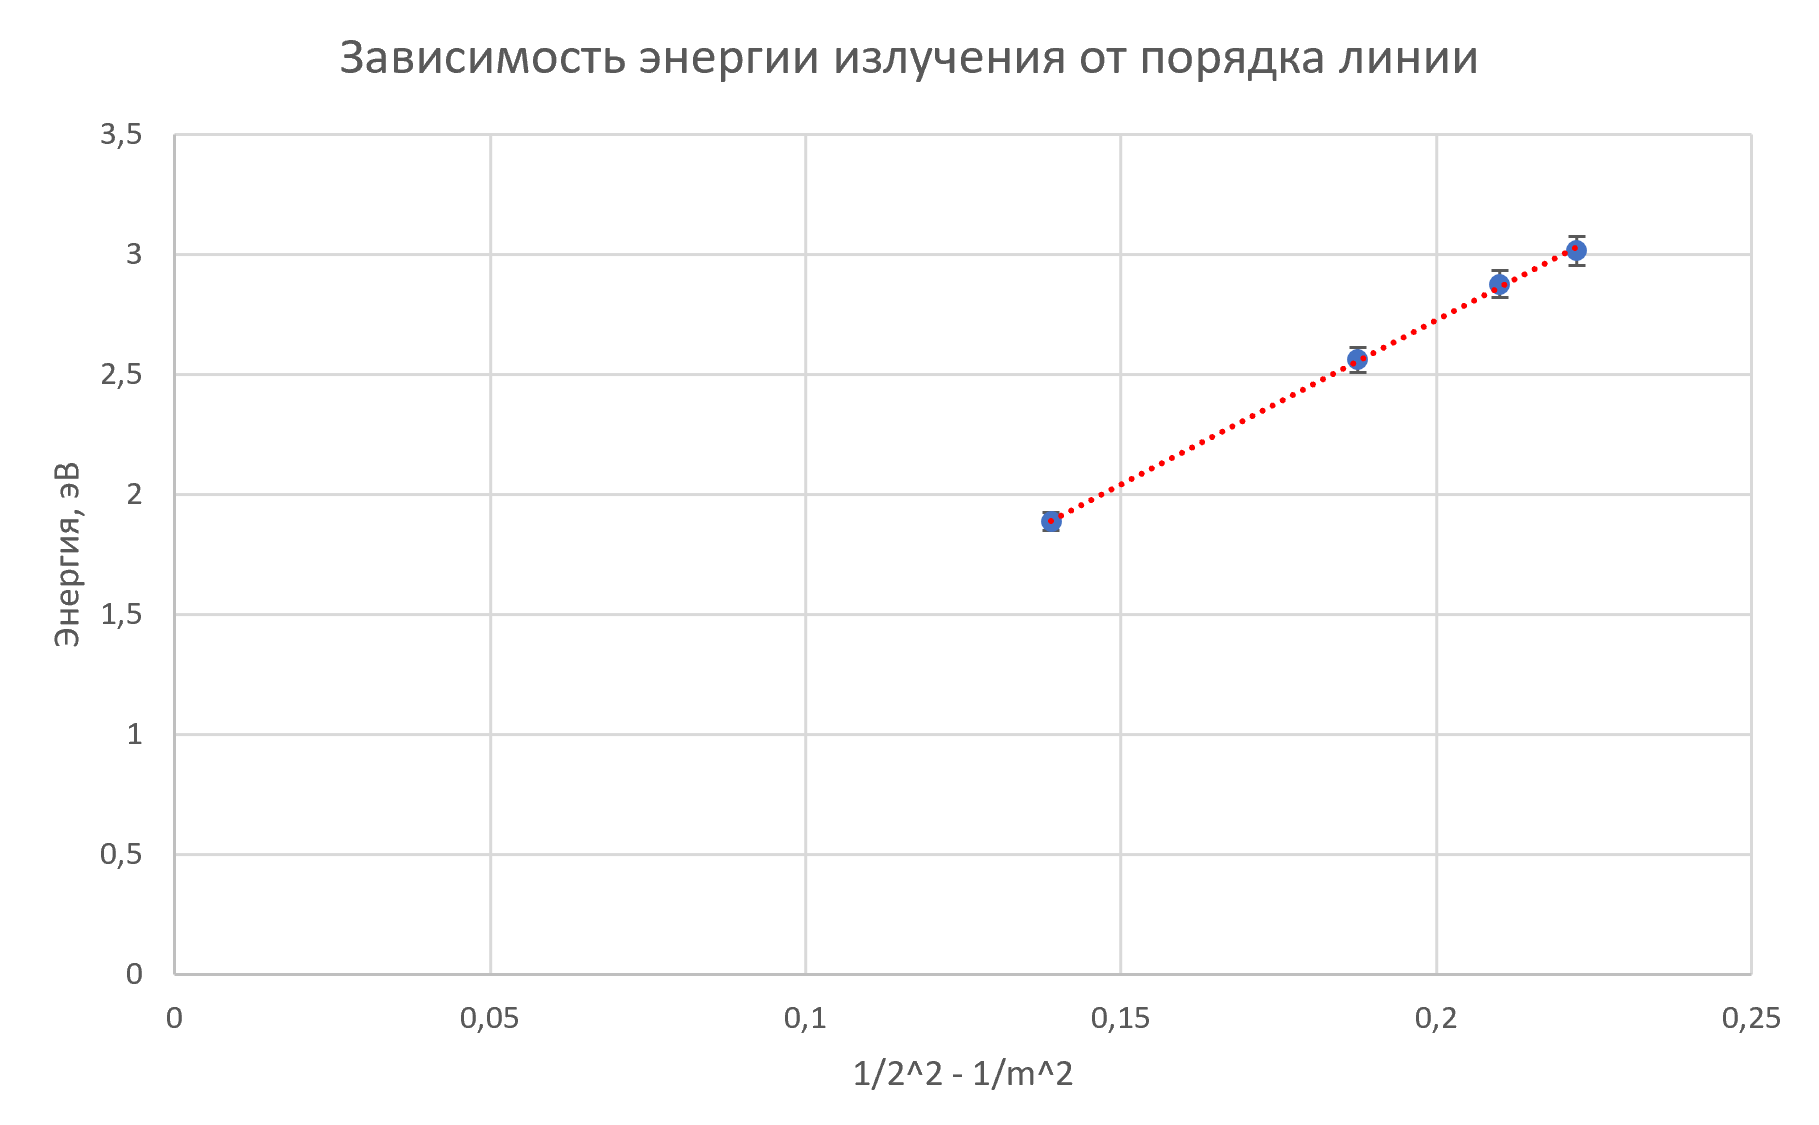 Зависимость энергии излучения от порядка линии
3,5
3
2,5
2
1,5
1
0,5
0
Энергия, эВ
0 0,05 0,1 0,15 0,2 0,25
1/2^2 - 1/m^2